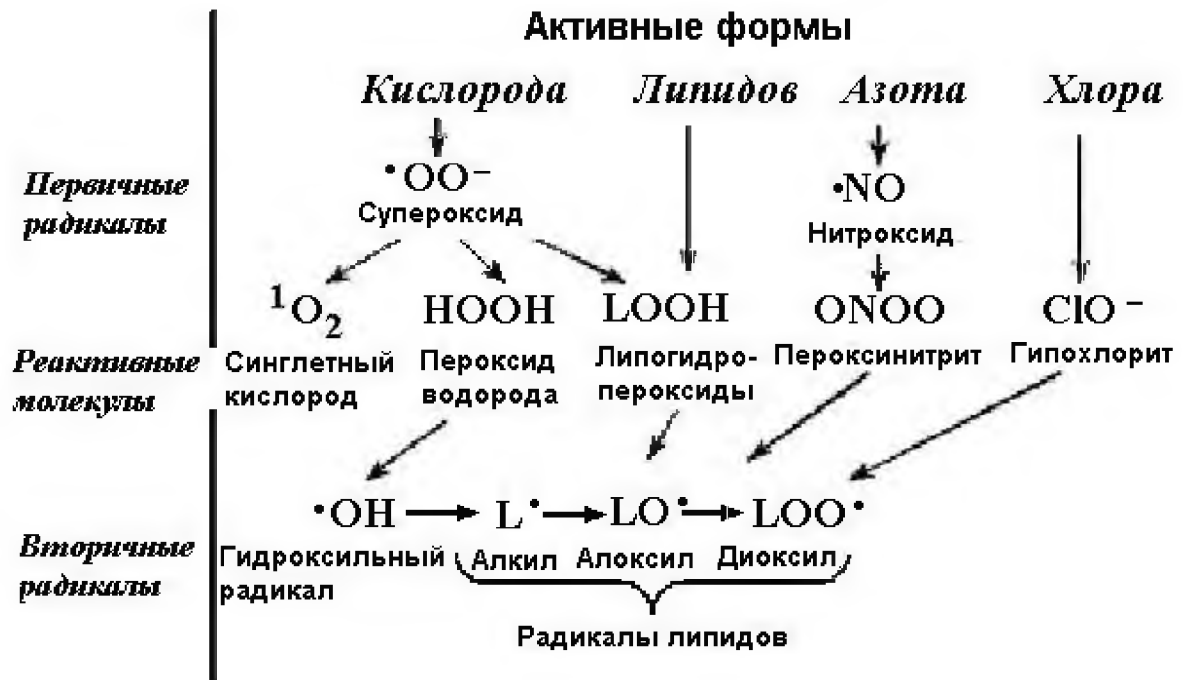 Активные формы
Кислорода Липидов Азота Хлора
Первичные
радикалы
•OO–
Супероксид
•NO
Нитроксид
Реактивные
молекулы
¹O₂ HOOH LOOH ONOO ClO –
Синглетный Пероксид Липогидро- Пероксинитрит Гипохлорит
кислород водорода пероксиды
Вторичные
радикалы
•OH L• LO• LOO•
Гидроксильный Алкил Алоксил Диоксил
радикал
Радикалы липидов